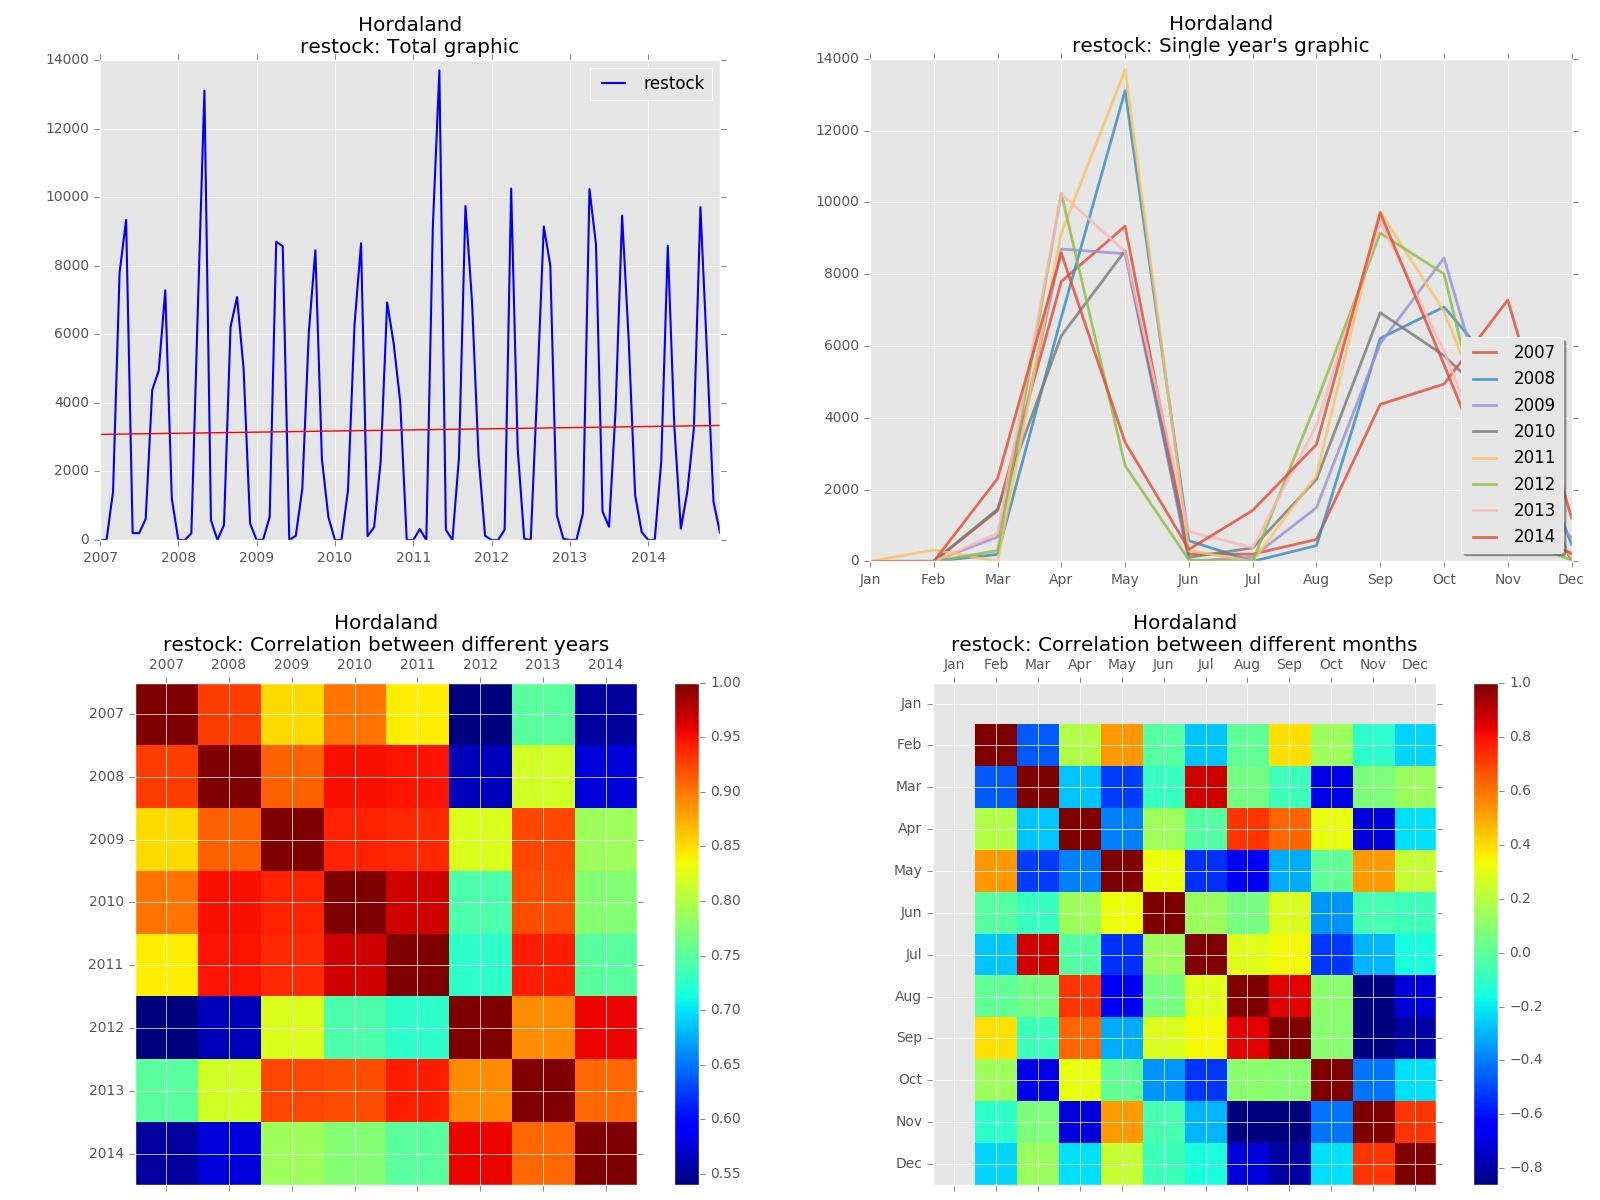 Hordaland
restock: Total graphic
14000
12000
10000
8000
6000
4000
2000
0
2007 2008 2009 2010 2011 2012 2013 2014
restock
Hordaland
restock: Single year's graphic
14000
12000
10000
8000
6000
4000
2000
0
Jan Feb Mar Apr May Jun Jul Aug Sep Oct Nov Dec
2007
2008
2009
2010
2011
2012
2013
2014
Hordaland
restock: Correlation between different years
2007 2008 2009 2010 2011 2012 2013 2014
2007
2008
2009
2010
2011
2012
2013
2014
1.00
0.95
0.90
0.85
0.80
0.75
0.70
0.65
0.60
0.55
Hordaland
restock: Correlation between different months
Jan Feb Mar Apr May Jun Jul Aug Sep Oct Nov Dec
Jan
Feb
Mar
Apr
May
Jun
Jul
Aug
Sep
Oct
Nov
Dec
1.0
0.8
0.6
0.4
0.2
0.0
−0.2
−0.4
−0.6
−0.8